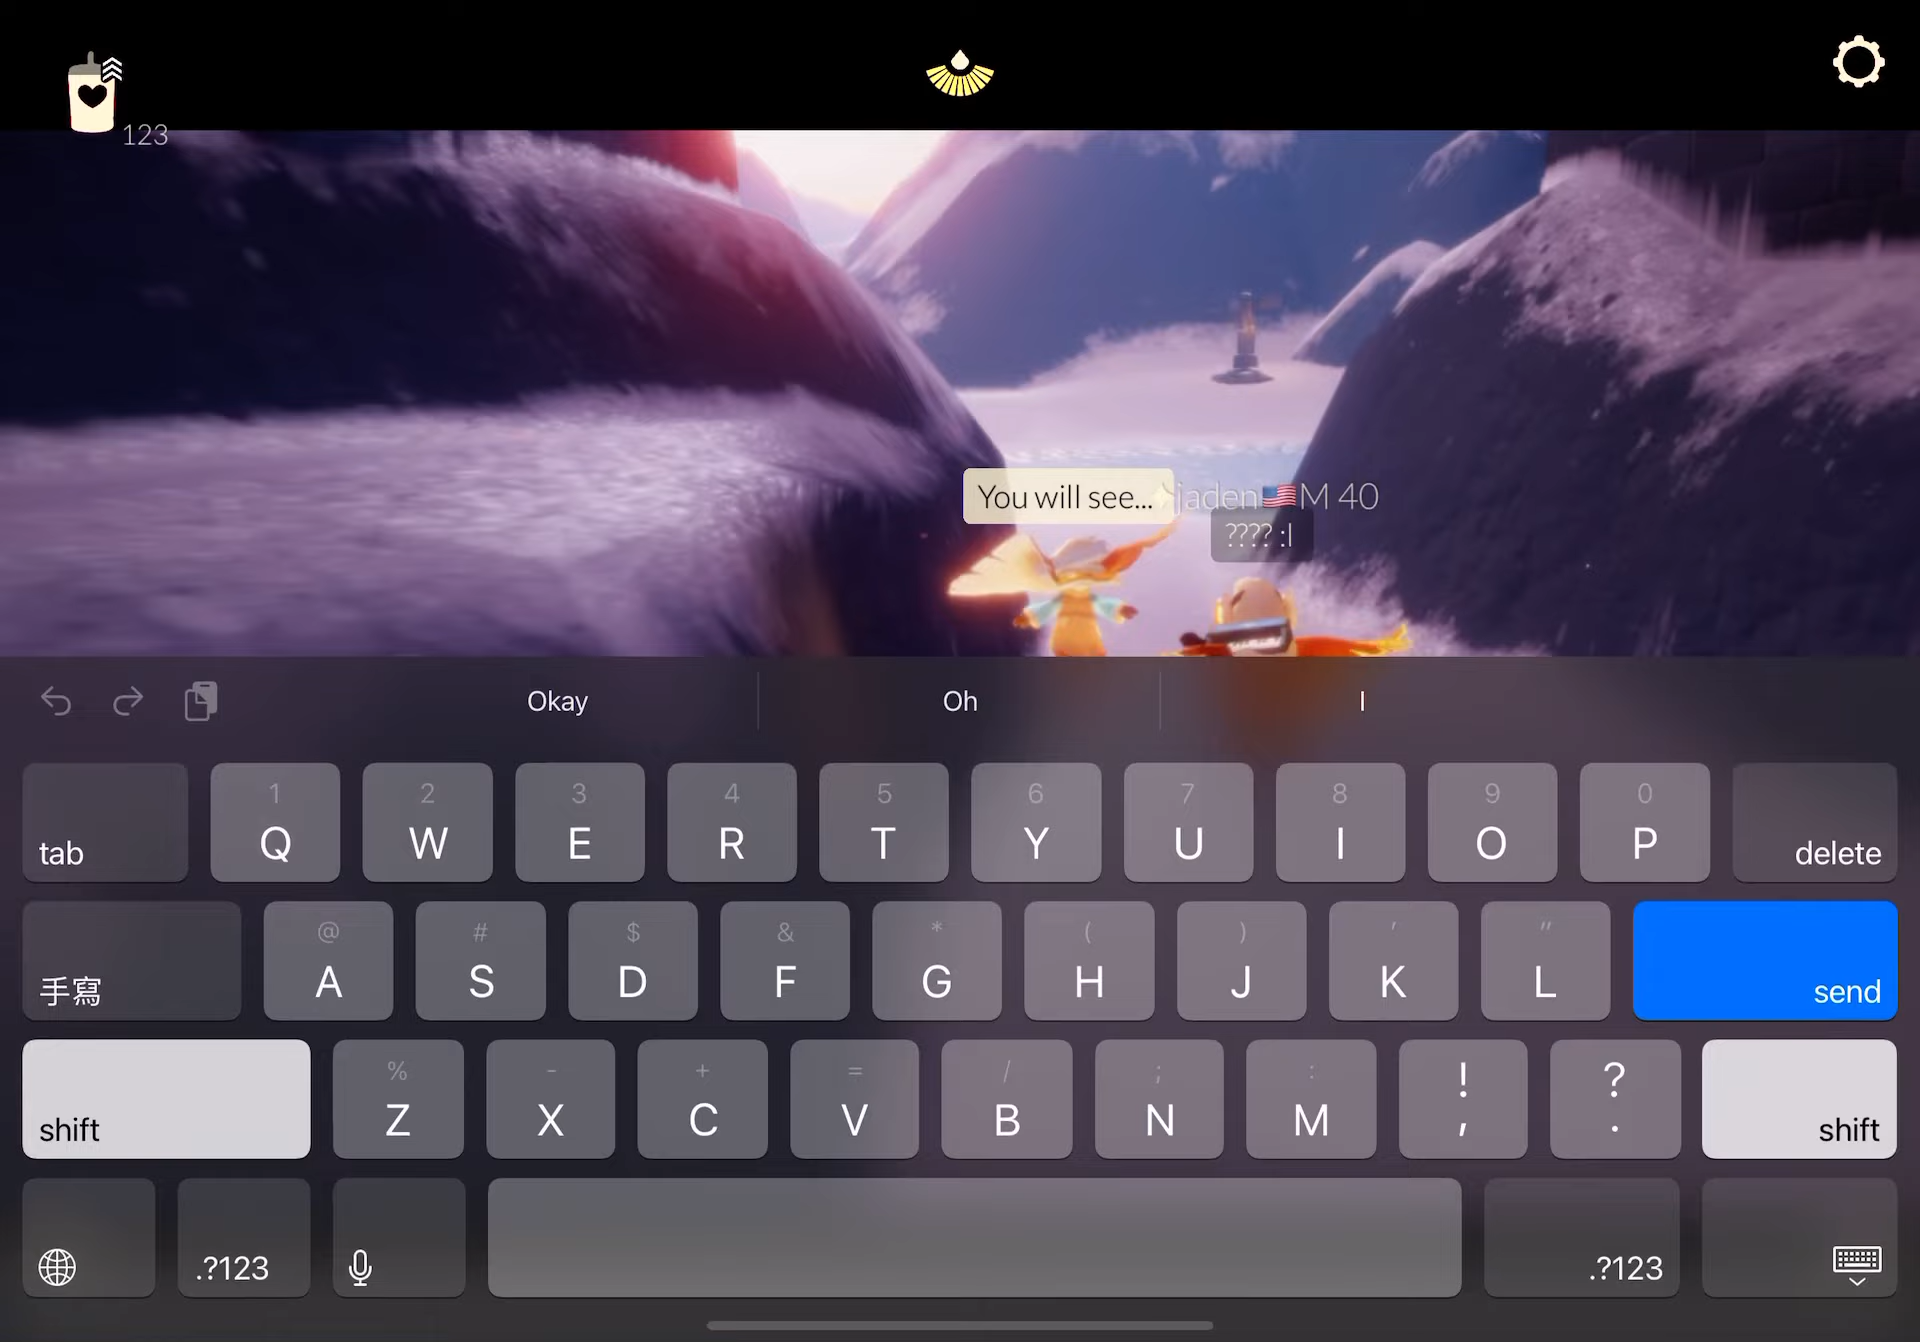 123
You will see...
jaden🇺🇸M 40
???? :l
Okay
Oh
I
tab
1
Q
2
W
3
E
4
R
5
T
6
Y
7
U
8
I
9
O
0
P
delete
手寫
@
A
#
S
$
D
&
F
*
G
(
H
)
J
'
K
"
L
send
shift
%
Z
-
X
+
C
=
V
/
B
;
N
:
M
!
,
?
.
shift
.?123
.?123